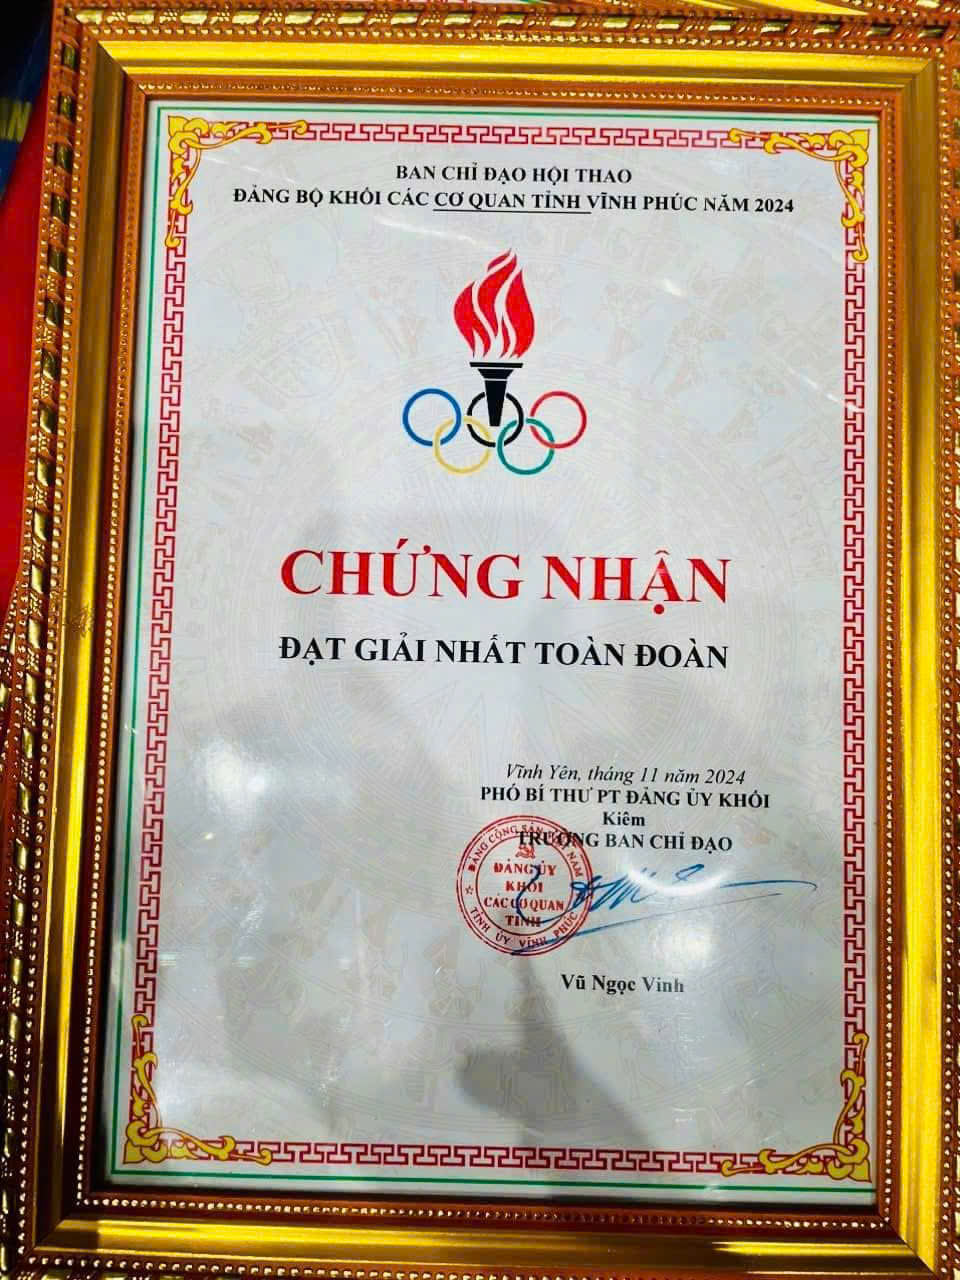 BAN CHỈ ĐẠO HỘI THAO
ĐẢNG BỘ KHỐI CÁC CƠ QUAN TỈNH VĨNH PHÚC NĂM 2024
CHỨNG NHẬN
ĐẠT GIẢI NHẤT TOÀN ĐOÀN
Vĩnh Yên, tháng 11 năm 2024
PHÓ BÍ THƯ PT ĐẢNG ỦY KHỐI
Kiêm
TRƯỞNG BAN CHỈ ĐẠO
ĐẢNG CỘNG SẢN VIỆT NAM
ĐẢNG ỦY
KHỐI
CÁC CƠ QUAN
TỈNH
TỈNH ỦY VĨNH PHÚC
Vũ Ngọc Vinh